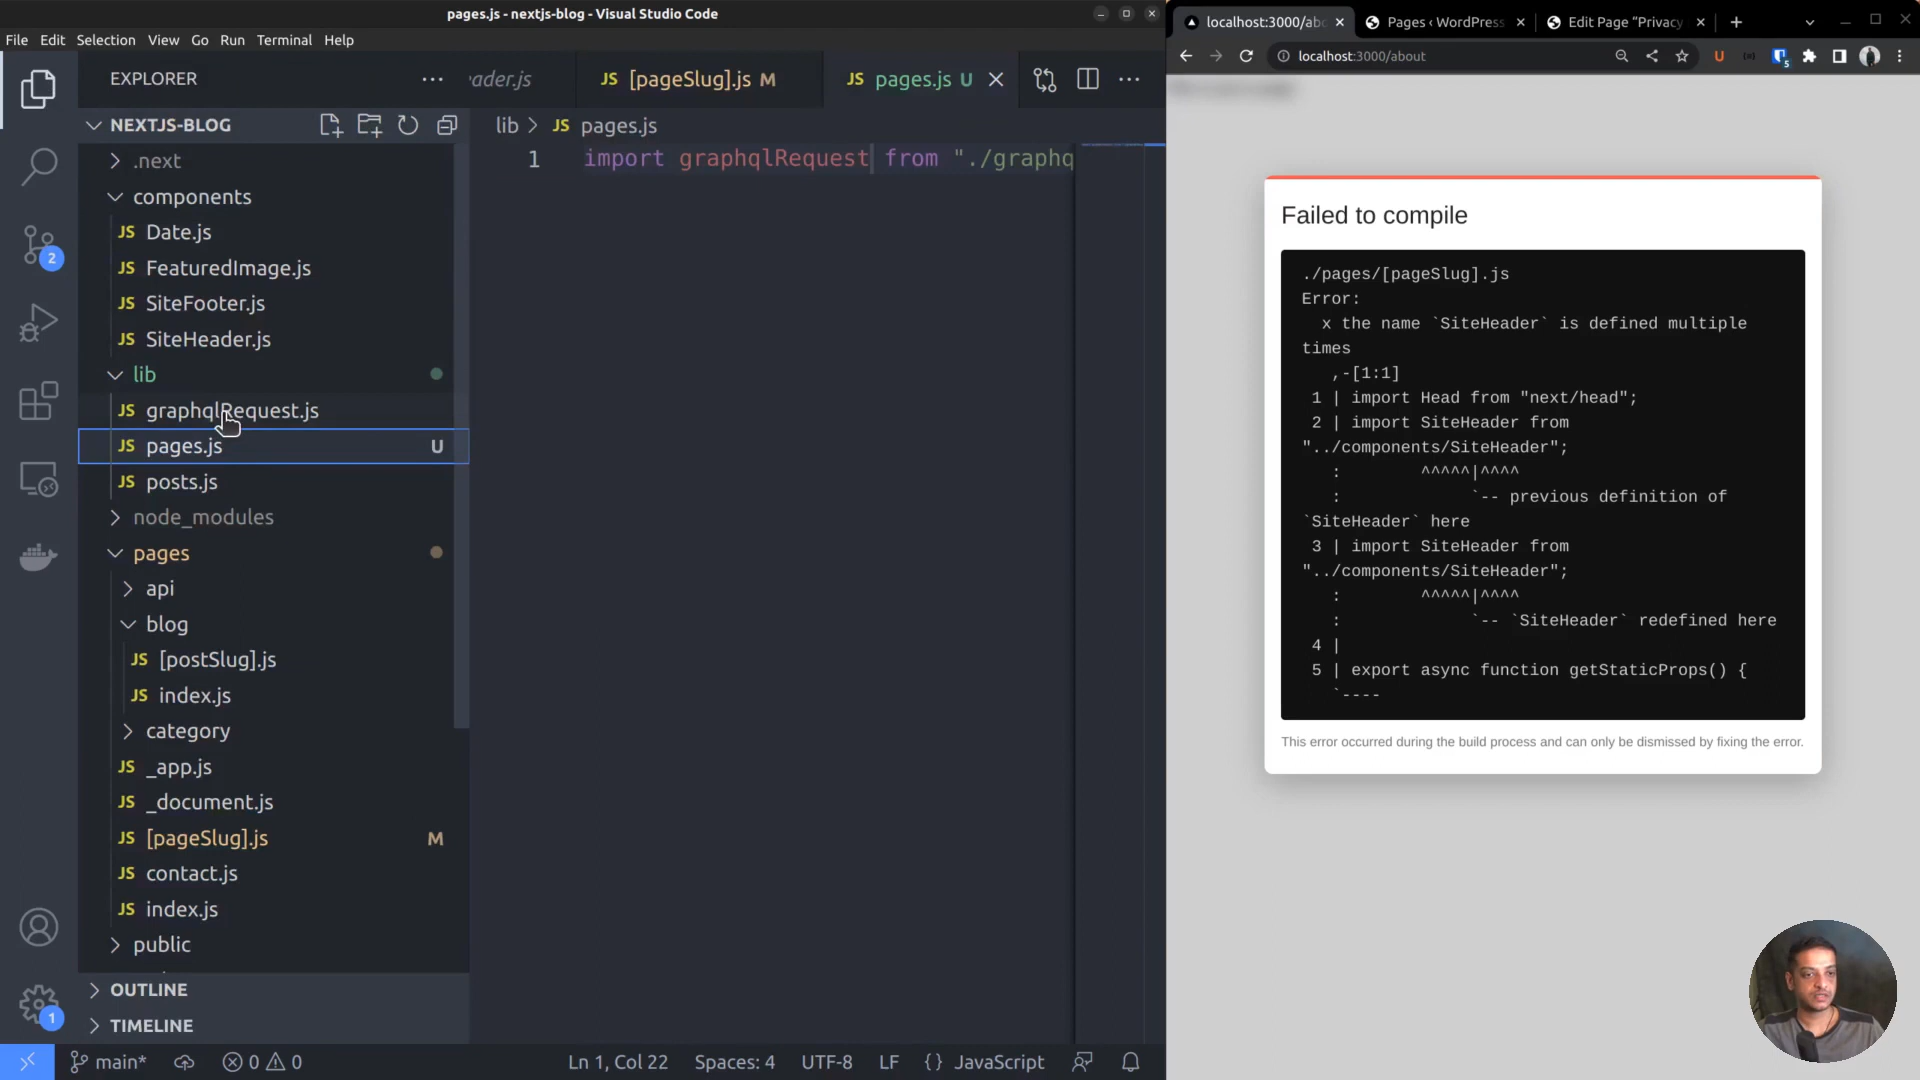 pages.js - nextjs-blog - Visual Studio Code
File Edit Selection View Go Run Terminal Help
EXPLORER
NEXTJS-BLOG
.next
components
JS Date.js
JS FeaturedImage.js
JS SiteFooter.js
JS SiteHeader.js
lib
JS graphqlRequest.js
JS pages.js U
JS posts.js
node_modules
pages
api
blog
JS [postSlug].js
JS index.js
category
JS _app.js
JS _document.js
JS [pageSlug].js M
JS contact.js
JS index.js
public
OUTLINE
TIMELINE
2
1
ader.js
JS [pageSlug].js M
JS pages.js U
lib > JS pages.js
1 import graphqlRequest from "./graphq
main* 0 0 Ln 1, Col 22 Spaces: 4 UTF-8 LF {} JavaScript
localhost:3000/abo
Pages ‹ WordPress
Edit Page “Privacy
localhost:3000/about
Failed to compile
./pages/[pageSlug].js
Error:
x the name `SiteHeader` is defined multiple
times
,-[1:1]
1 | import Head from "next/head";
2 | import SiteHeader from
"../components/SiteHeader";
: ^^^^^|^^^^
: `-- previous definition of
`SiteHeader` here
3 | import SiteHeader from
"../components/SiteHeader";
: ^^^^^|^^^^
: `-- `SiteHeader` redefined here
4 |
5 | export async function getStaticProps() {
`----
This error occurred during the build process and can only be dismissed by fixing the error.